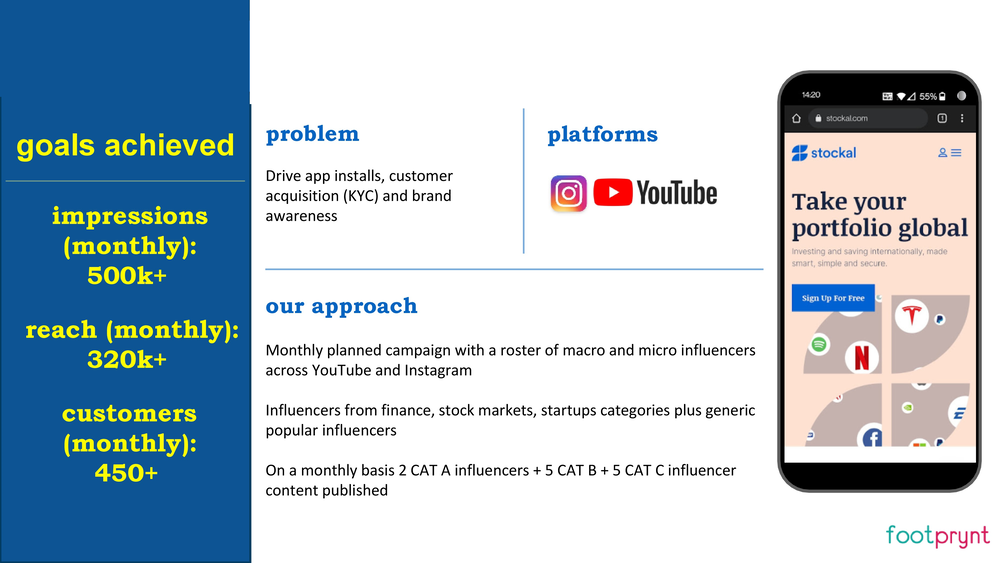 goals achieved
impressions
(monthly):
500k+
reach (monthly):
320k+
customers
(monthly):
450+
problem
Drive app installs, customer
acquisition (KYC) and brand
awareness
platforms
YouTube
our approach
Monthly planned campaign with a roster of macro and micro influencers
across YouTube and Instagram
Influencers from finance, stock markets, startups categories plus generic
popular influencers
On a monthly basis 2 CAT A influencers + 5 CAT B + 5 CAT C influencer
content published
14:20
55%
stockal.com
1
stockal
Take your
portfolio global
Investing and saving internationally, made
smart, simple and secure.
Sign Up For Free
footprynt